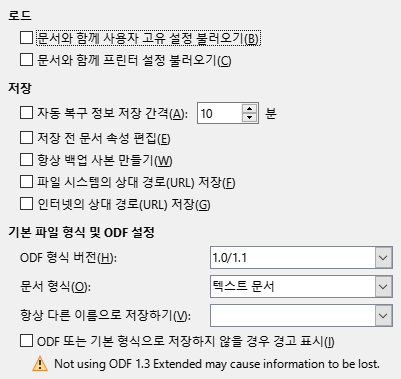 로드
문서와 함께 사용자 고유 설정 불러오기(B)
문서와 함께 프린터 설정 불러오기(C)
저장
자동 복구 정보 저장 간격(A): 10 분
저장 전 문서 속성 편집(E)
항상 백업 사본 만들기(W)
파일 시스템의 상대 경로(URL) 저장(F)
인터넷의 상대 경로(URL) 저장(G)
기본 파일 형식 및 ODF 설정
ODF 형식 버전(H): 1.0/1.1
문서 형식(O): 텍스트 문서
항상 다른 이름으로 저장하기(V):
ODF 또는 기본 형식으로 저장하지 않을 경우 경고 표시(I)
Not using ODF 1.3 Extended may cause information to be lost.